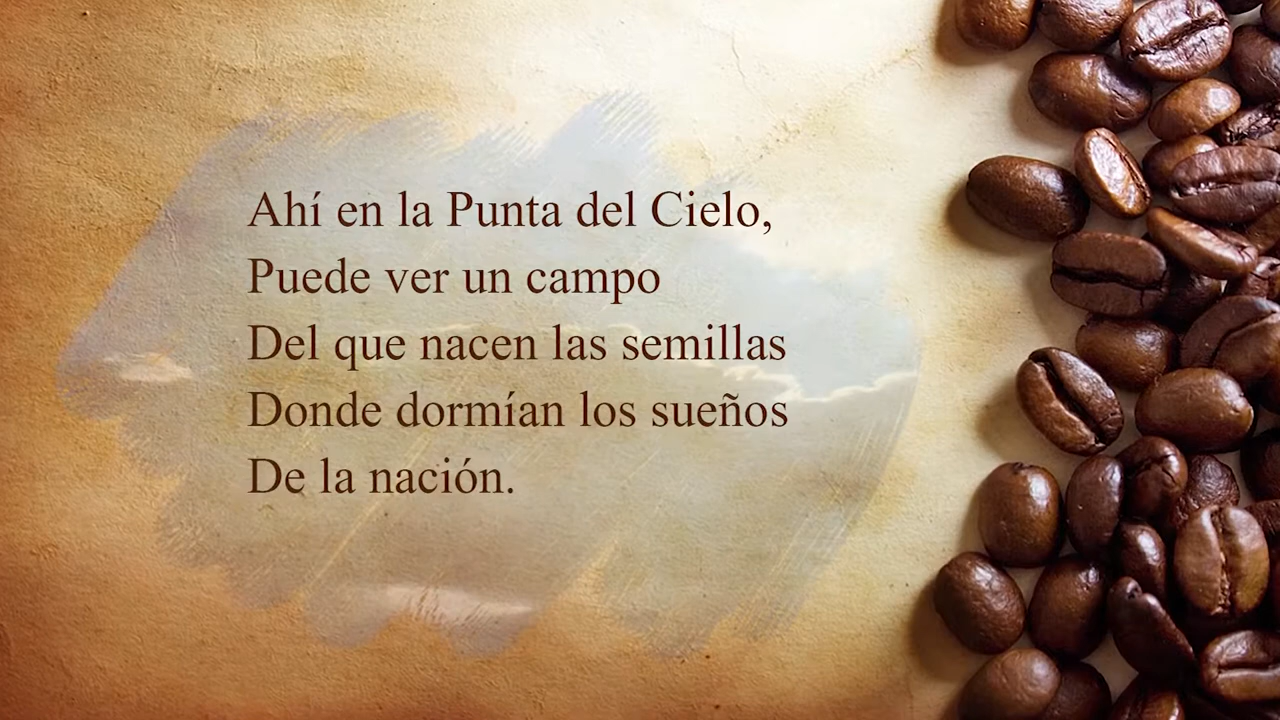 Ahí en la Punta del Cielo,
Puede ver un campo
Del que nacen las semillas
Donde dormían los sueños
De la nación.